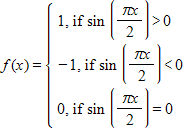 1, if sin (πx/2) > 0
f(x) = { −1, if sin (πx/2) < 0
0, if sin (πx/2) = 0